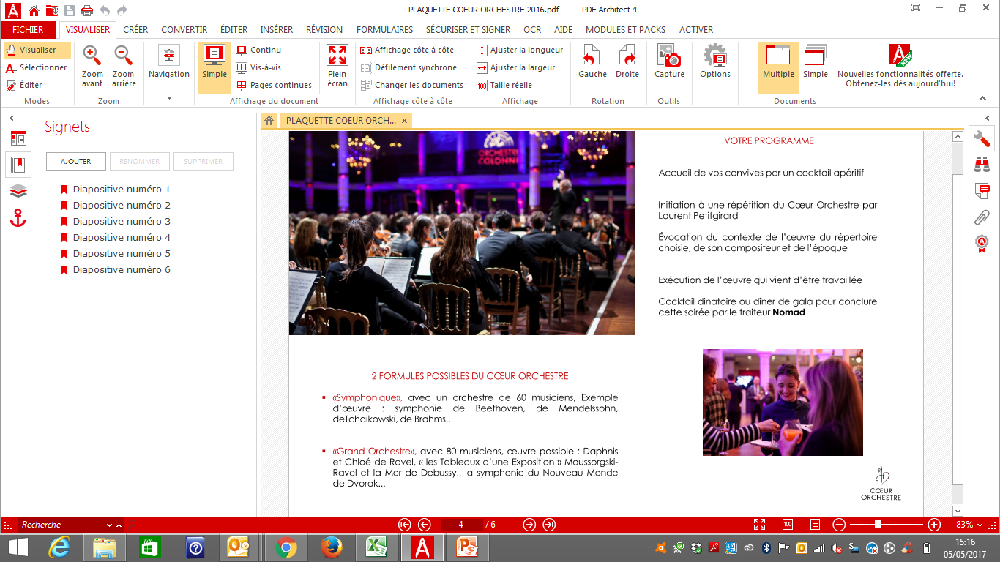 PLAQUETTE COEUR ORCHESTRE 2016.pdf - PDF Architect 4
FICHIER VISUALISER CRÉER CONVERTIR ÉDITER INSÉRER RÉVISION FORMULAIRES SÉCURISER ET SIGNER OCR AIDE MODULES ET PACKS ACTIVER
Visualiser
Sélectionner
Éditer
Modes
Zoom avant
Zoom arrière
Zoom
Navigation
Simple
Continu
Vis-à-vis
Pages continues
Affichage du document
Plein écran
Affichage côte à côte
Défilement synchrone
Changer les documents
Affichage côte à côte
Ajuster la longueur
Ajuster la largeur
100 Taille réelle
Affichage
Gauche
Droite
Rotation
Capture
Outils
Options
Multiple
Simple
Documents
NEW
Nouvelles fonctionnalités offerte.
Obtenez-les dès aujourd'hui!
Signets
AJOUTER RENOMMER SUPPRIMER
Diapositive numéro 1
Diapositive numéro 2
Diapositive numéro 3
Diapositive numéro 4
Diapositive numéro 5
Diapositive numéro 6
PLAQUETTE COEUR ORCH... ×
ORCHESTRE
COLONNE
VOTRE PROGRAMME
Accueil de vos convives par un cocktail apéritif
Initiation à une répétition du Cœur Orchestre par
Laurent Petitgirard
Évocation du contexte de l'œuvre du répertoire
choisie, de son compositeur et de l'époque
Exécution de l'œuvre qui vient d'être travaillée
Cocktail dinatoire ou dîner de gala pour conclure
cette soirée par le traiteur Nomad
2 FORMULES POSSIBLES DU CŒUR ORCHESTRE
«Symphonique», avec un orchestre de 60 musiciens, Exemple
d'œuvre : symphonie de Beethoven, de Mendelssohn,
deTchaikowski, de Brahms...
«Grand Orchestre», avec 80 musiciens, œuvre possible : Daphnis
et Chloé de Ravel, « les Tableaux d'une Exposition » Moussorgski-
Ravel et la Mer de Debussy., la symphonie du Nouveau Monde
de Dvorak...
CŒUR
ORCHESTRE
Recherche
4 / 6
100
83%
15:16
05/05/2017